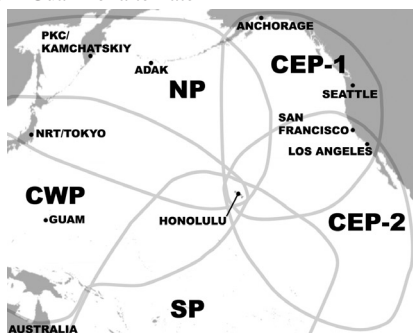 ANCHORAGE
PKC/
KAMCHATSKIY
CEP-1
ADAK
NP
SEATTLE
SAN
FRANCISCO
NRT/TOKYO
LOS ANGELES
CWP
HONOLULU
GUAM
CEP-2
SP
AUSTRALIA